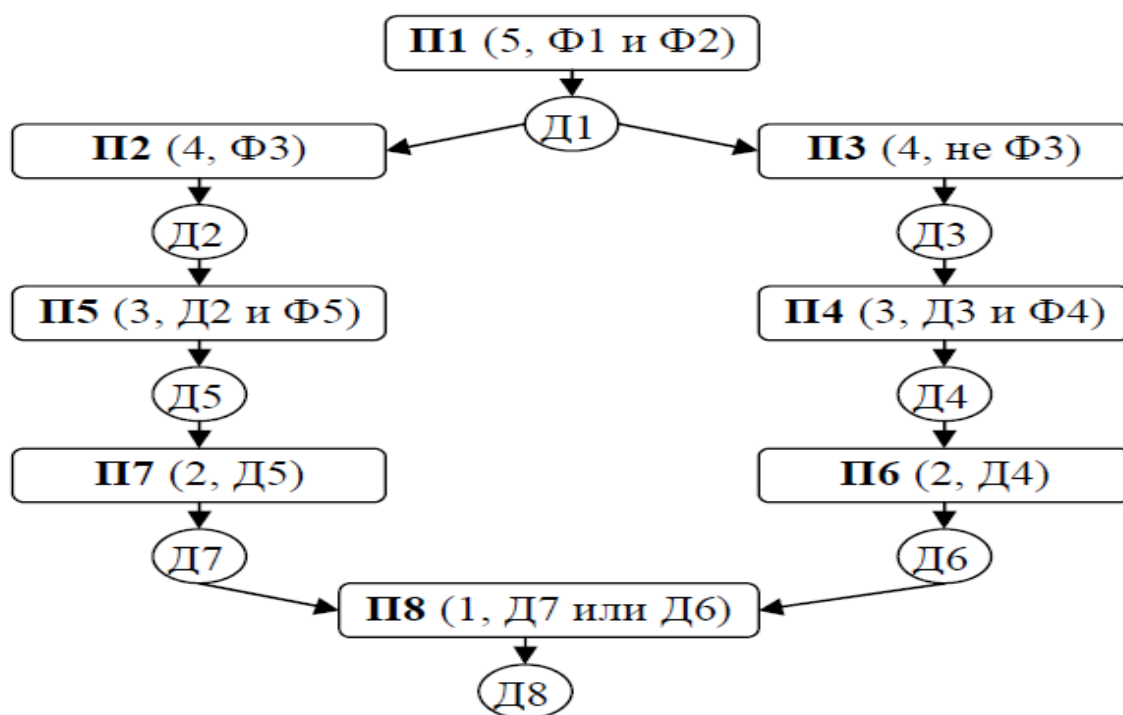 П1 (5, Ф1 и Ф2)
Д1
П2 (4, Ф3)
П3 (4, не Ф3)
Д2
Д3
П5 (3, Д2 и Ф5)
П4 (3, Д3 и Ф4)
Д5
Д4
П7 (2, Д5)
П6 (2, Д4)
Д7
Д6
П8 (1, Д7 или Д6)
Д8